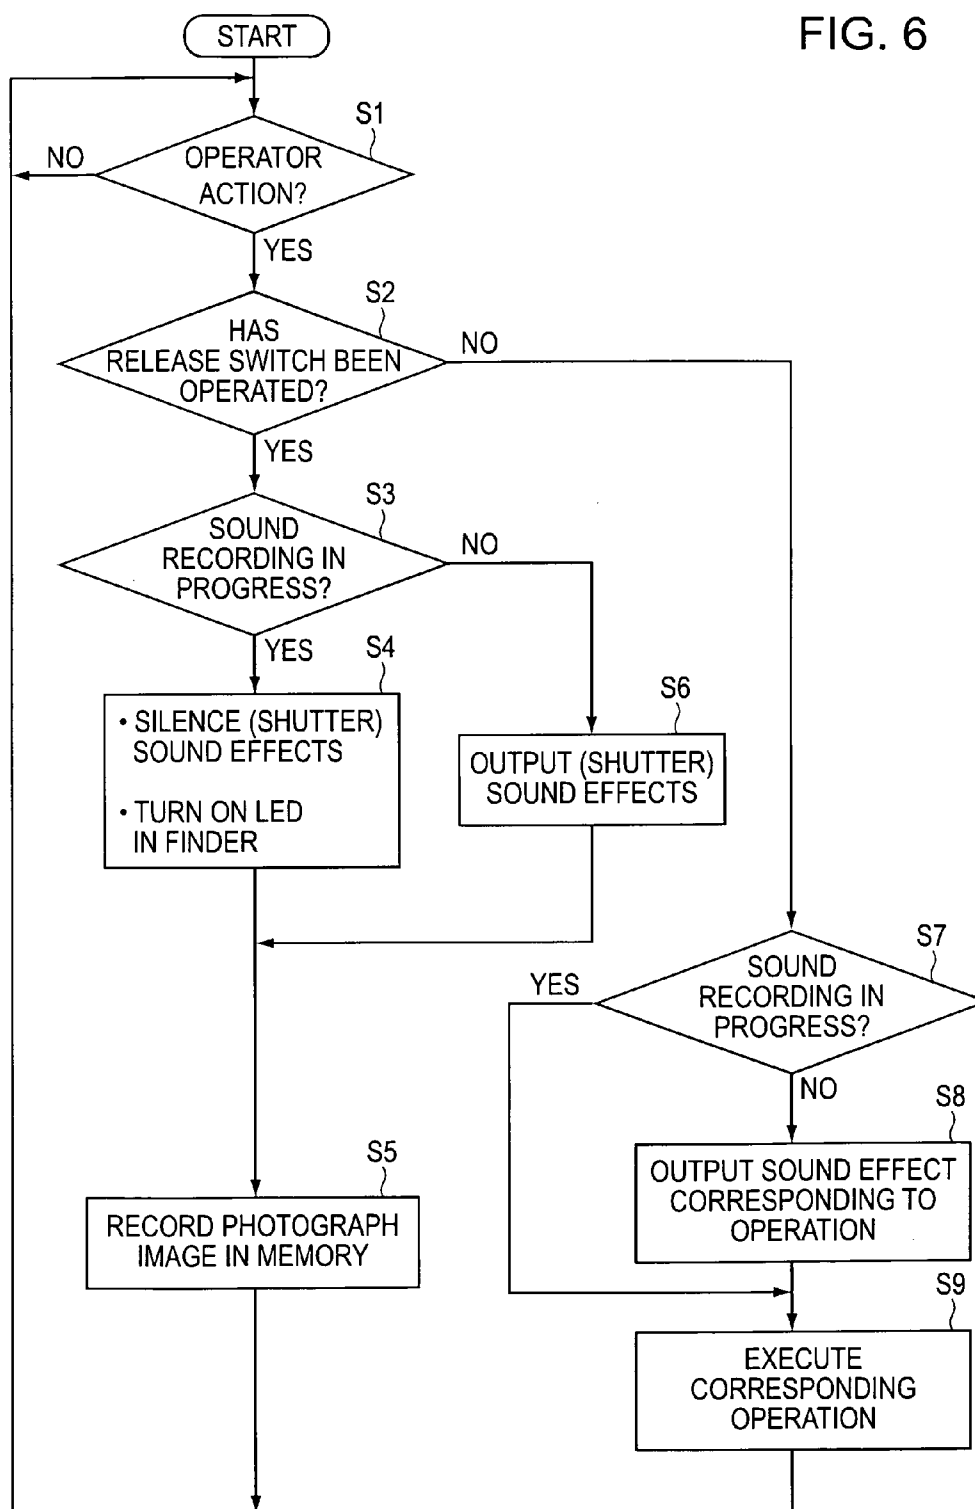 FIG. 6
START
S1
OPERATOR
ACTION?
NO
YES
S2
HAS
RELEASE SWITCH BEEN
OPERATED?
NO
YES
S3
SOUND
RECORDING IN
PROGRESS?
NO
YES
S4
• SILENCE (SHUTTER)
SOUND EFFECTS
• TURN ON LED
IN FINDER
S6
OUTPUT (SHUTTER)
SOUND EFFECTS
S7
SOUND
RECORDING IN
PROGRESS?
YES
NO
S8
OUTPUT SOUND EFFECT
CORRESPONDING TO
OPERATION
S5
RECORD PHOTOGRAPH
IMAGE IN MEMORY
S9
EXECUTE
CORRESPONDING
OPERATION